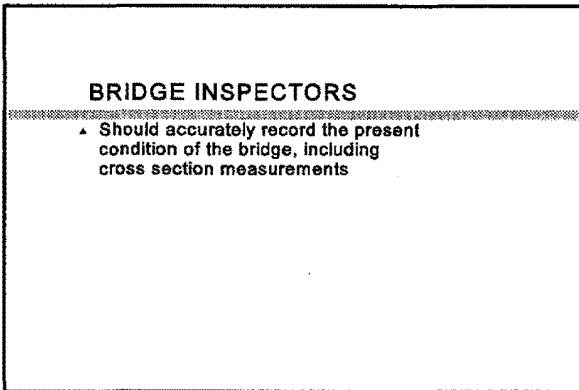 BRIDGE INSPECTORS
▴ Should accurately record the present
condition of the bridge, including
cross section measurements